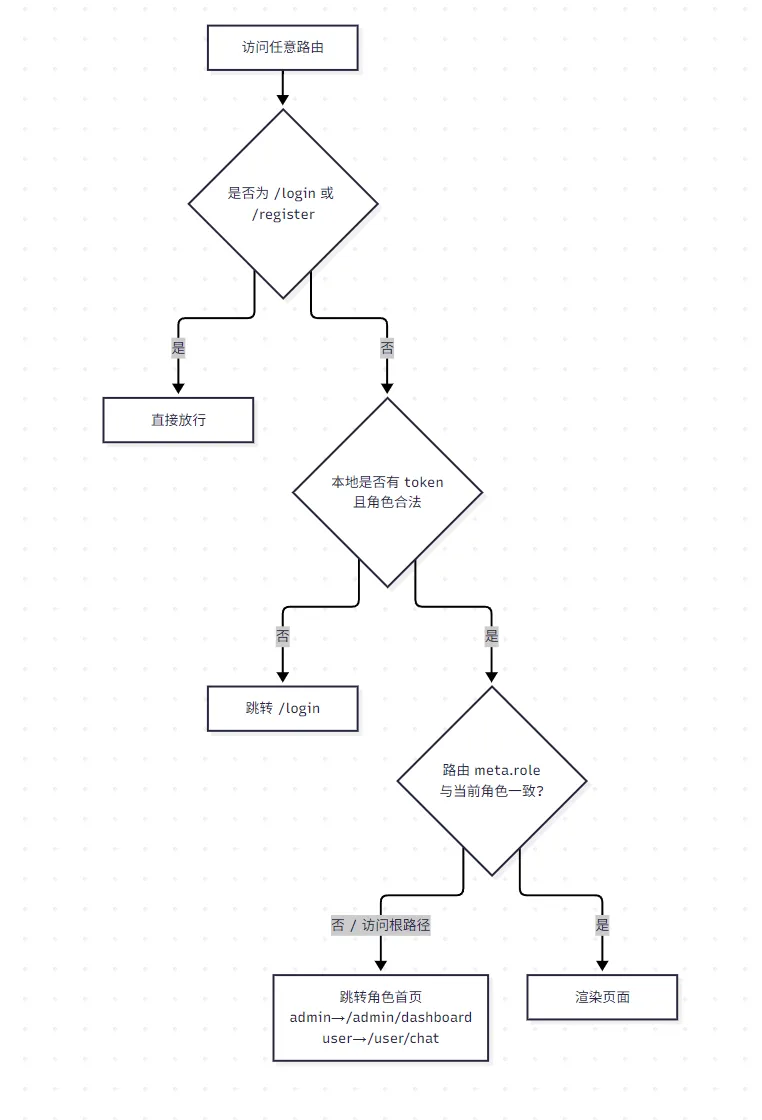 访问任意路由
是否为 /login 或
/register
是
否
直接放行
本地是否有 token
且角色合法
否
是
跳转 /login
路由 meta.role
与当前角色一致?
否 / 访问根路径
是
跳转角色首页
admin→/admin/dashboard
user→/user/chat
渲染页面